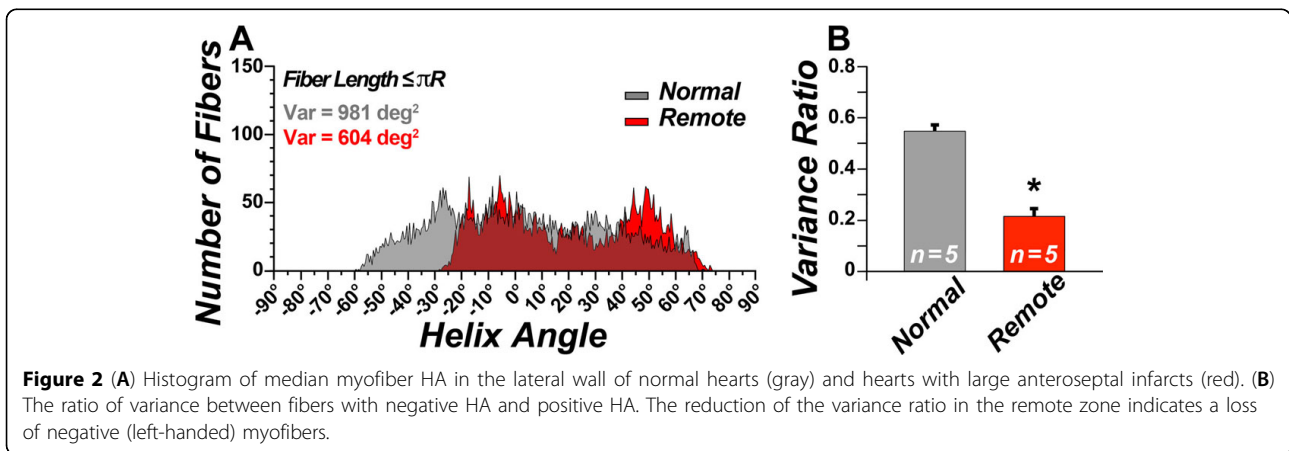 A
Number of Fibers
150
100
50
0
Fiber Length ≤ πR
Var = 981 deg²
Var = 604 deg²
Normal
Remote
-90 -80 -70 -60 -50 -40 -30 -20 -10 0 10 20 30 40 50 60 70 80 90
Helix Angle
B
Variance Ratio
0.8
0.6
0.4
0.2
0
*
n=5 n=5
Normal Remote
Figure 2 (A) Histogram of median myofiber HA in the lateral wall of normal hearts (gray) and hearts with large anteroseptal infarcts (red). (B)
The ratio of variance between fibers with negative HA and positive HA. The reduction of the variance ratio in the remote zone indicates a loss
of negative (left-handed) myofibers.